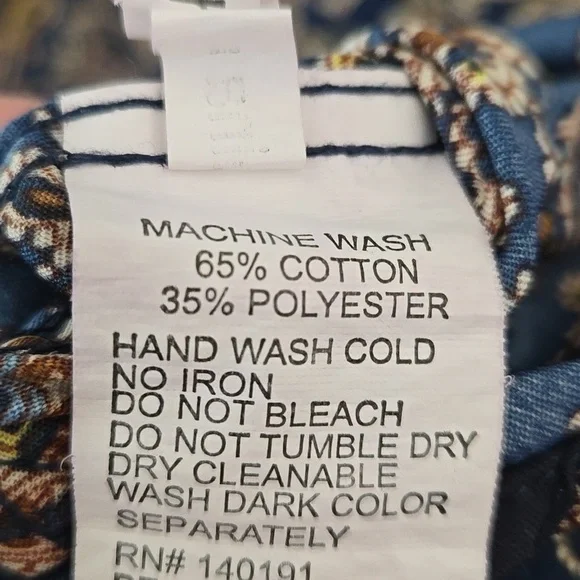 MACHINE WASH
65% COTTON
35% POLYESTER
HAND WASH COLD
NO IRON
DO NOT BLEACH
DO NOT TUMBLE DRY
DRY CLEANABLE
WASH DARK COLOR
SEPARATELY
RN# 140191